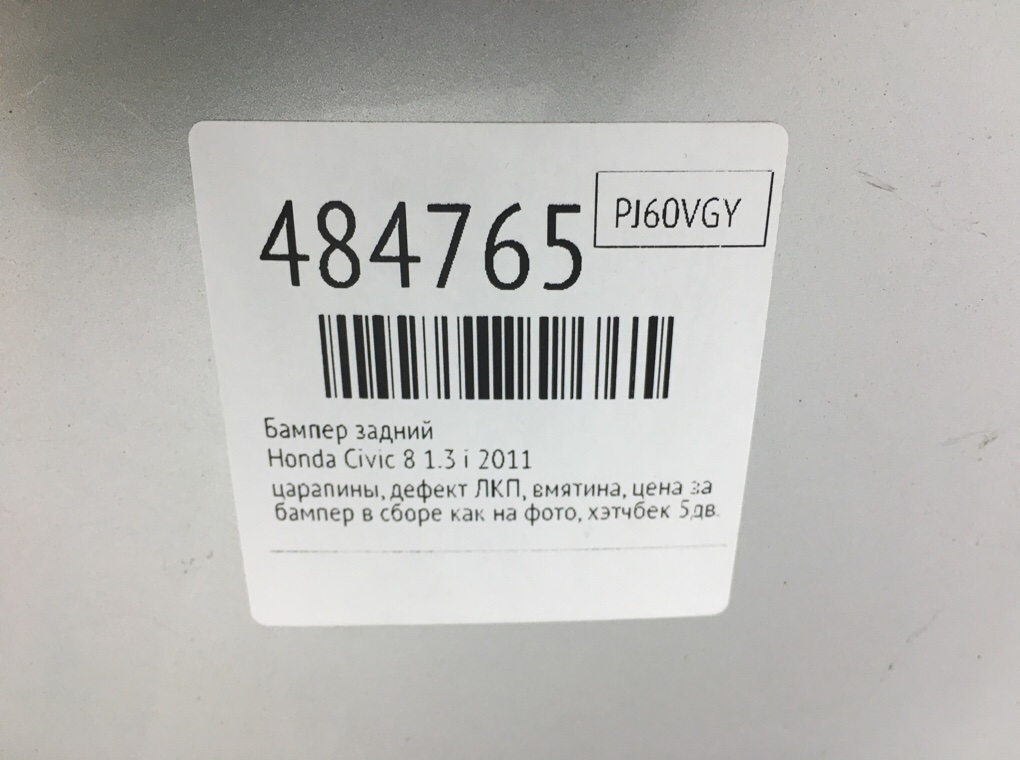 484765
PJ60VGY
Бампер задний
Honda Civic 8 1.3 i 2011
царапины, дефект ЛКП, вмятина, цена за
бампер в сборе как на фото, хэтчбек 5дв.